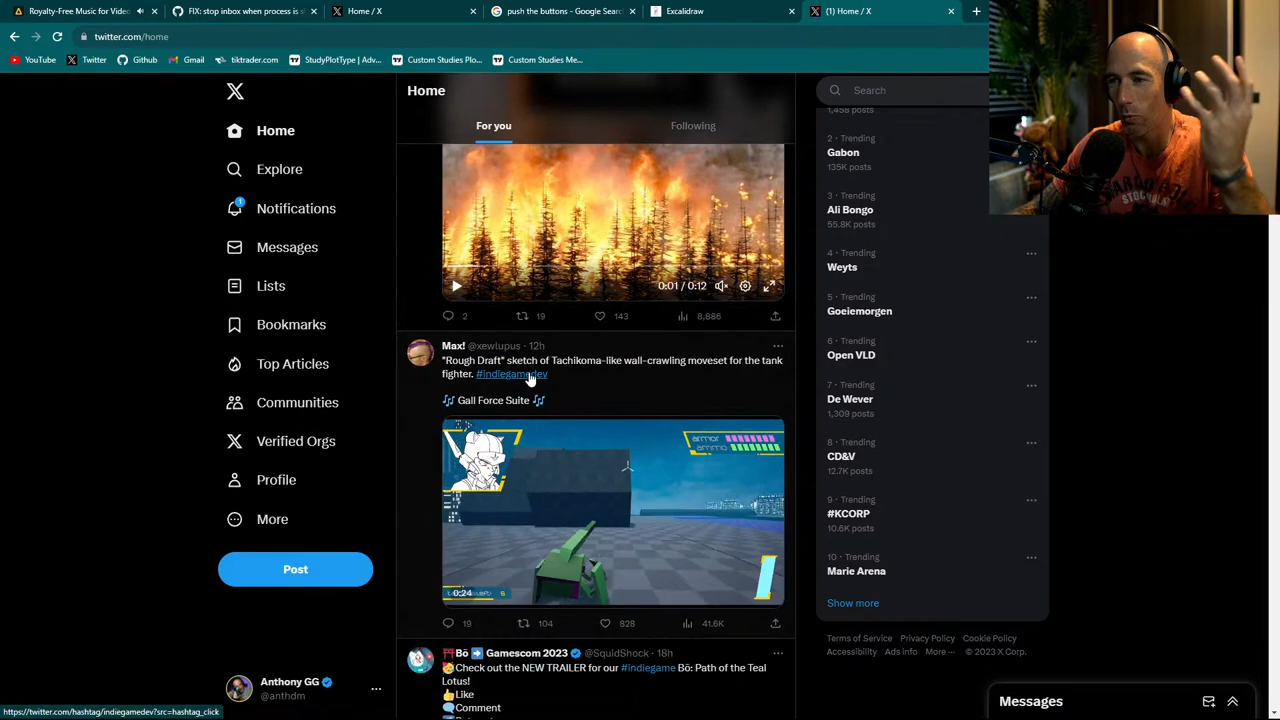 Royalty-Free Music for Video
FIX: stop inbox when process is s
Home / X
push the buttons - Google Searc
Excalidraw
(1) Home / X
twitter.com/home
YouTube
Twitter
Github
Gmail
tiktrader.com
StudyPlotType | Adv...
Custom Studies Plo...
Custom Studies Me...
Home
Explore
1
Notifications
Messages
Lists
Bookmarks
Top Articles
Communities
Verified Orgs
Profile
More
Post
Anthony GG
@anthdm
https://twitter.com/hashtag/indiegamedev?src=hashtag_click
Home
For you
Following
0:01 / 0:12
2
19
143
8,886
Max! @xewlupus · 12h
"Rough Draft" sketch of Tachikoma-like wall-crawling moveset for the tank
fighter. #indiegamedev
Gall Force Suite
armor
ammo
0:24
6
19
104
828
41.6K
Bō Gamescom 2023 @SquidShock · 18h
Check out the NEW TRAILER for our #indiegame Bō: Path of the Teal
Lotus!
Like
Comment
Search
1,458 posts
2 · Trending
Gabon
135K posts
3 · Trending
Ali Bongo
55.8K posts
4 · Trending
Weyts
5 · Trending
Goeiemorgen
6 · Trending
Open VLD
7 · Trending
De Wever
1,309 posts
8 · Trending
CD&V
12.7K posts
9 · Trending
#KCORP
10.6K posts
10 · Trending
Marie Arena
Show more
Terms of Service Privacy Policy Cookie Policy
Accessibility Ads info More ··· © 2023 X Corp.
Messages
STOCKHOLM